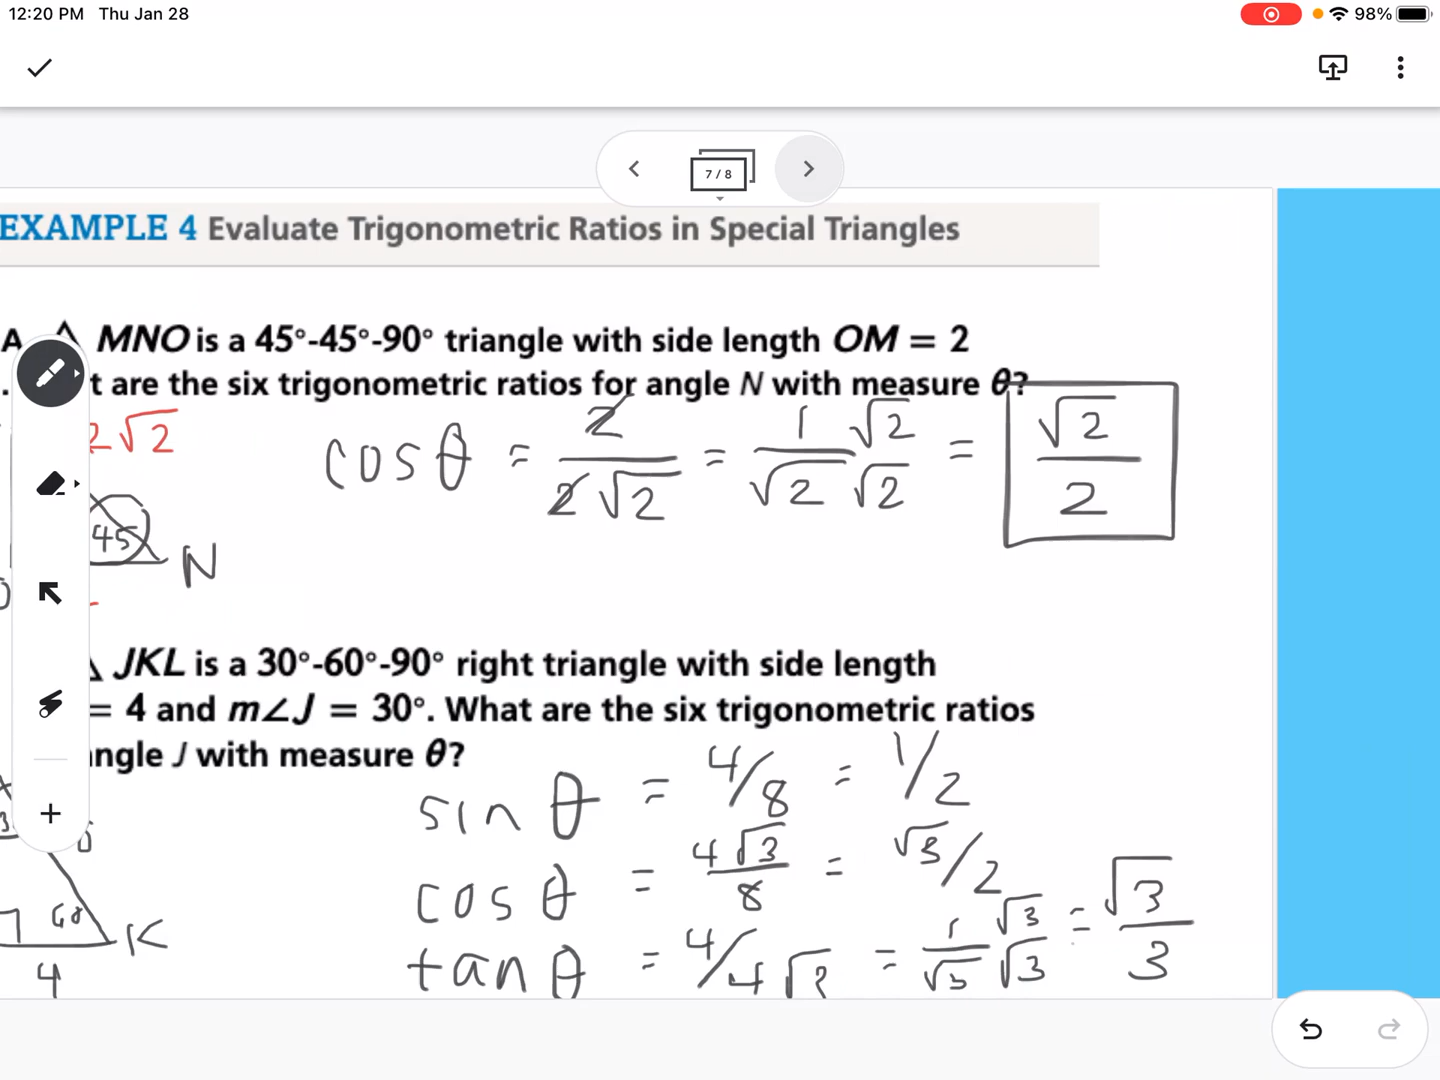 12:20 PM Thu Jan 28
98%
7 / 8
EXAMPLE 4 Evaluate Trigonometric Ratios in Special Triangles
A MNO is a 45°-45°-90° triangle with side length OM = 2
. t are the six trigonometric ratios for angle N with measure θ?
2√2
cos θ = 2/2√2 = 1/√2 √2/√2 = √2/2
45
N
JKL is a 30°-60°-90° right triangle with side length
= 4 and m∠J = 30°. What are the six trigonometric ratios
ngle J with measure θ?
sin θ = 4/8 = 1/2
cos θ = 4√3/8 = √3/2
60
K
tan θ = 4/4√3 = 1/√3 √3/√3 = √3/3
4